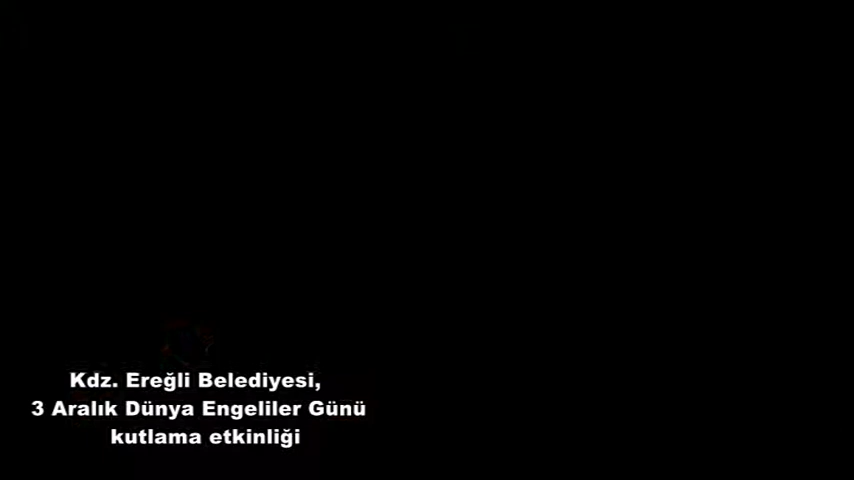 Kdz. Ereğli Belediyesi,
3 Aralık Dünya Engeliler Günü
kutlama etkinliği